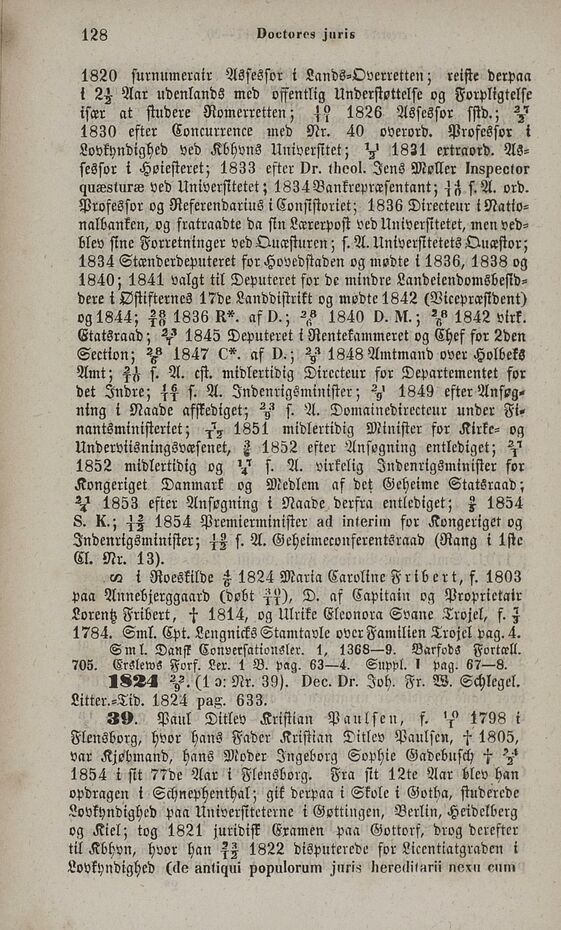 128 Doctores juris
1820 surnumerair Assessor i Lands-Overretten; reiste derpaa
i 2½ Aar udenlands med offentlig Understøttelse og Forpligtelse
især at studere Romerretten; 1826 Assessor sstd.;
1830 efter Concurrence med Nr. 40 overord. Professor i
Lovkyndighed ved Kbhvns Universitet; 1831 extraord. As-
sessor i Høiesteret; 1833 efter Dr. theol. Jens Møller Inspector
quæsturæ ved Universitetet; 1834 Bankrepræsentant; s. A. ord.
Professor og Referendarius i Consistoriet; 1836 Directeur i Natio-
nalbanken, og fratraadte da sin Lærerpost ved Universitetet, men ved-
blev sine Forretninger ved Quæsturen; s. A. Universitetets Quæstor;
1834 Stænderdeputeret for Hovedstaden og mødte i 1836, 1838 og
1840; 1841 valgt til Deputeret for de mindre Landeiendomsbesid-
dere i Østifternes 17de Landdistrikt og mødte 1842 (Vicepræsident)
og 1844; 1836 R*. af D.; 1840 D. M.; 1842 virk.
Etatsraad; 1845 Deputeret i Rentekammeret og Chef for 2den
Section; 1847 C*. af D.; 1848 Amtmand over Holbeks
Amt; s. A. cst. midlertidig Directeur for Departementet for
det Indre; s. A. Indenrigsminister; 1849 efter Ansøg-
ning i Naade afskediget; s. A. Domainedirecteur under Fi-
nantsministeriet; 1851 midlertidig Minister for Kirke- og
Underviisningsvæsenet, 1852 efter Ansøgning entlediget;
1852 midlertidig og s. A. virkelig Indenrigsminister for
Kongeriget Danmark og Medlem af det Geheime Statsraad;
1853 efter Ansøgning i Naade derfra entlediget; 1854
S. K.; 1854 Premierminister ad interim for Kongeriget og
Indenrigsminister; s. A. Geheimeconferentsraad (Rang i 1ste
Cl. Nr. 13).
∽ i Roeskilde 1824 Maria Caroline Fribert, f. 1803
paa Annebjerggaard (døbt), D. af Capitain og Proprietair
Lorentz Fribert, † 1814, og Ulrike Eleonora Svane Trojel, f.
1784. Sml. Cpt. Lengnicks Stamtavle over Familien Trojel pag. 4.
Sml. Dansk Conversationsler. 1, 1368—9. Barfods Fortæll.
705. Erslews Forf. Lex. 1 B. pag. 63—4. Suppl. I pag. 67—8.
1824 (1 ɔ: Nr. 39). Dec. Dr. Joh. Fr. W. Schlegel.
Litter.-Tid. 1824 pag. 633.
39. Paul Ditlev Kristian Paulsen, f. 1798 i
Flensborg, hvor hans Fader Kristian Ditlev Paulsen, † 1805,
var Kjøbmand, hans Moder Ingeborg Sophie Gadebusch †
1854 i sit 77de Aar i Flensborg. Fra sit 12te Aar blev han
opdragen i Schnephenthal; gik derpaa i Skole i Gotha, studerede
Lovkyndighed paa Universiteterne i Gøttingen, Berlin, Heidelberg
og Kiel; tog 1821 juridisk Examen paa Gottorf, drog derefter
til Kbhvn, hvor han 1822 disputerede for Licentiatgraden i
Lovkyndighed (de antiqui populorum juris hereditarii nexu cum